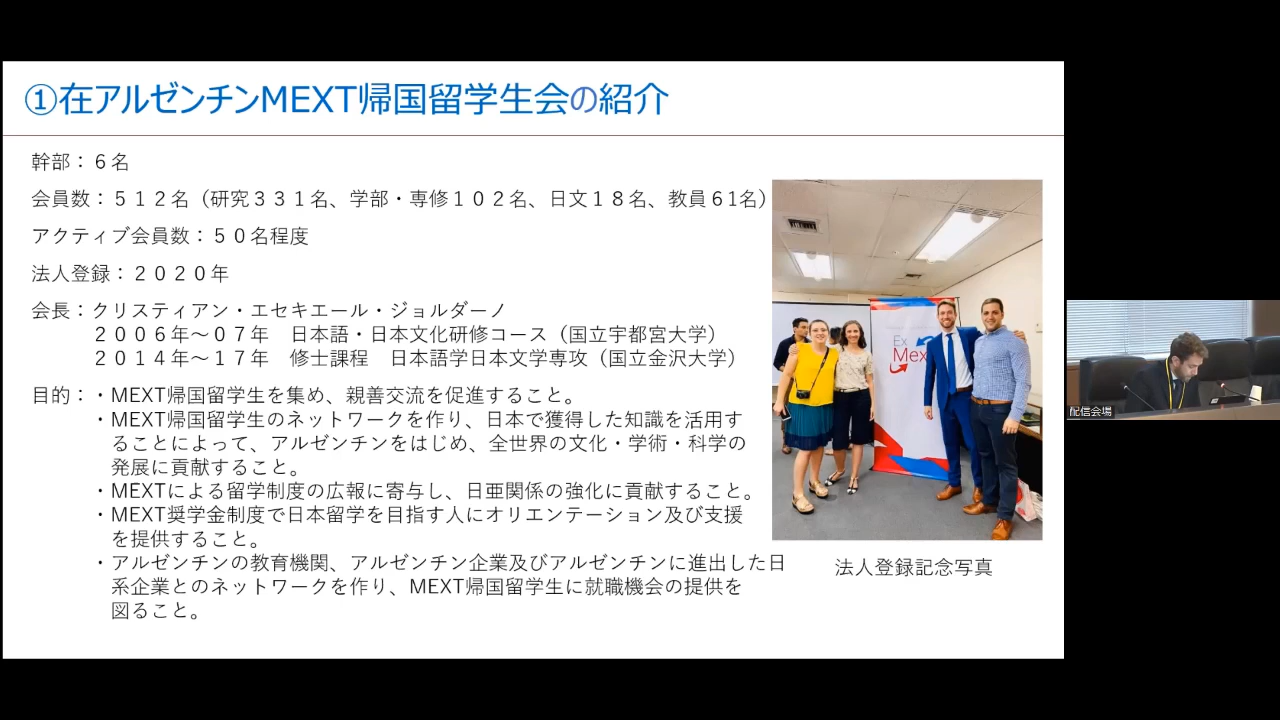 ①在アルゼンチンMEXT帰国留学生会の紹介
幹部：６名
会員数：５１２名（研究３３１名、学部・専修１０２名、日文１８名、教員６1名）
アクティブ会員数：５０名程度
法人登録：２０２０年
会長：クリスティアン・エセキエール・ジョルダーノ
２００６年～０７年　日本語・日本文化研修コース（国立宇都宮大学）
２０１４年～１７年　修士課程　日本語学日本文学専攻（国立金沢大学）
目的：・MEXT帰国留学生を集め、親善交流を促進すること。
・MEXT帰国留学生のネットワークを作り、日本で獲得した知識を活用す
ることによって、アルゼンチンをはじめ、全世界の文化・学術・科学の
発展に貢献すること。
・MEXTによる留学制度の広報に寄与し、日亜関係の強化に貢献すること。
・MEXT奨学金制度で日本留学を目指す人にオリエンテーション及び支援
を提供すること。
・アルゼンチンの教育機関、アルゼンチン企業及びアルゼンチンに進出した日
系企業とのネットワークを作り、MEXT帰国留学生に就職機会の提供を
図ること。
Ex
Mex
法人登録記念写真
配信会場